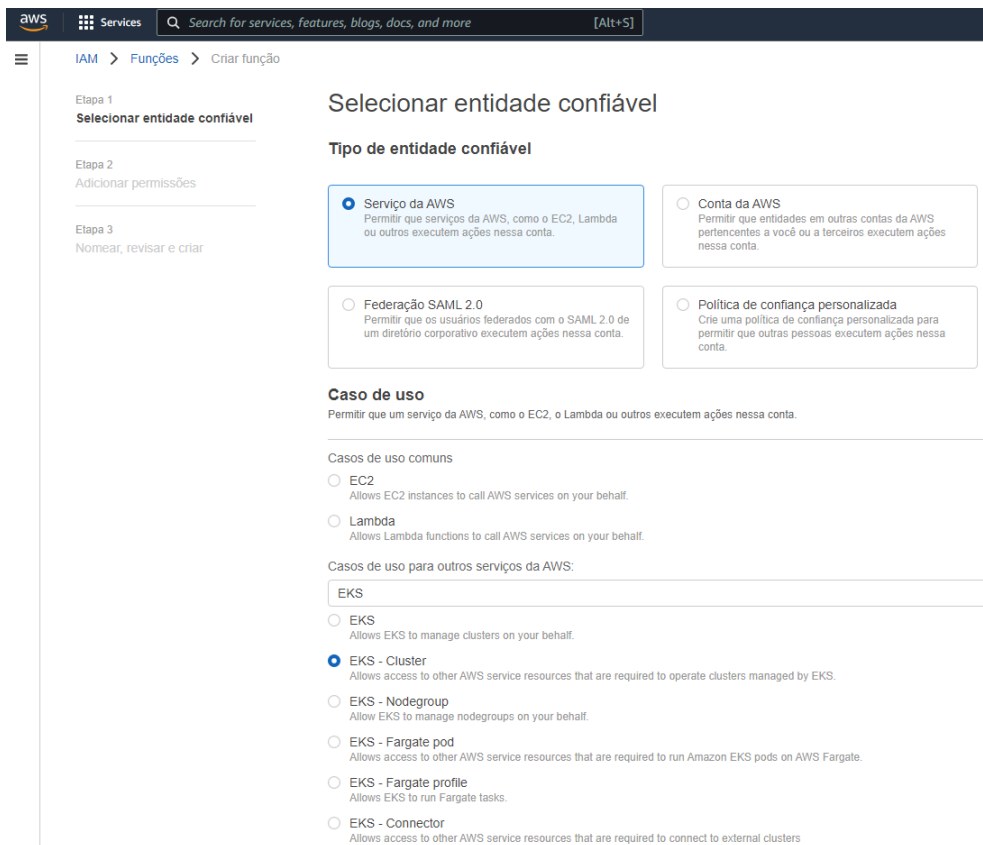 aws Services Search for services, features, blogs, docs, and more [Alt+S]
IAM > Funções > Criar função
Etapa 1
Selecionar entidade confiável
Etapa 2
Adicionar permissões
Etapa 3
Nomear, revisar e criar
Selecionar entidade confiável
Tipo de entidade confiável
Serviço da AWS
Permitir que serviços da AWS, como o EC2, Lambda
ou outros executem ações nessa conta.
Conta da AWS
Permitir que entidades em outras contas da AWS
pertencentes a você ou a terceiros executem ações
nessa conta.
Federação SAML 2.0
Permitir que os usuários federados com o SAML 2.0 de
um diretório corporativo executem ações nessa conta.
Política de confiança personalizada
Crie uma política de confiança personalizada para
permitir que outras pessoas executem ações nessa
conta.
Caso de uso
Permitir que um serviço da AWS, como o EC2, o Lambda ou outros executem ações nessa conta.
Casos de uso comuns
EC2
Allows EC2 instances to call AWS services on your behalf.
Lambda
Allows Lambda functions to call AWS services on your behalf.
Casos de uso para outros serviços da AWS:
EKS
EKS
Allows EKS to manage clusters on your behalf.
EKS - Cluster
Allows access to other AWS service resources that are required to operate clusters managed by EKS.
EKS - Nodegroup
Allow EKS to manage nodegroups on your behalf.
EKS - Fargate pod
Allows access to other AWS service resources that are required to run Amazon EKS pods on AWS Fargate.
EKS - Fargate profile
Allows EKS to run Fargate tasks.
EKS - Connector
Allows access to other AWS service resources that are required to connect to external clusters